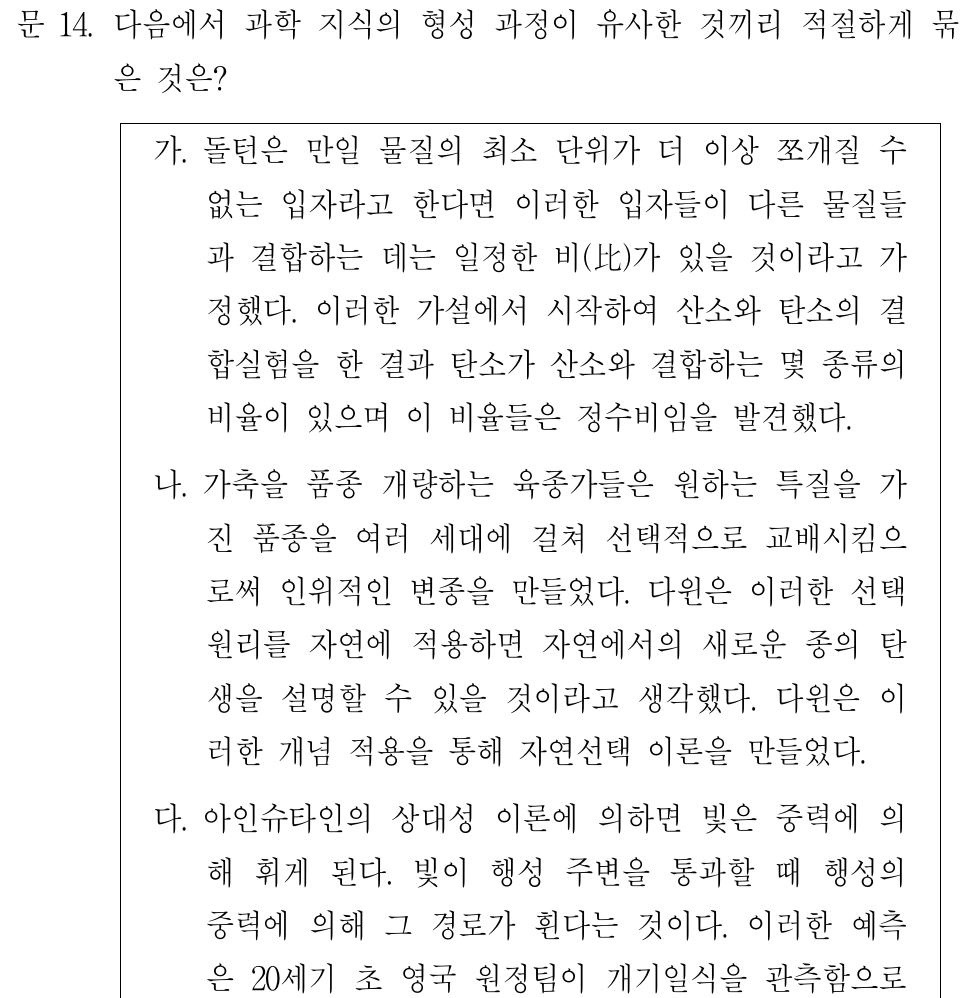 문 14. 다음에서 과학 지식의 형성 과정이 유사한 것끼리 적절하게 묶
은 것은?
가. 돌턴은 만일 물질의 최소 단위가 더 이상 쪼개질 수
없는 입자라고 한다면 이러한 입자들이 다른 물질들
과 결합하는 데는 일정한 비(比)가 있을 것이라고 가
정했다. 이러한 가설에서 시작하여 산소와 탄소의 결
합실험을 한 결과 탄소가 산소와 결합하는 몇 종류의
비율이 있으며 이 비율들은 정수비임을 발견했다.
나. 가축을 품종 개량하는 육종가들은 원하는 특질을 가
진 품종을 여러 세대에 걸쳐 선택적으로 교배시킴으
로써 인위적인 변종을 만들었다. 다윈은 이러한 선택
원리를 자연에 적용하면 자연에서의 새로운 종의 탄
생을 설명할 수 있을 것이라고 생각했다. 다윈은 이
러한 개념 적용을 통해 자연선택 이론을 만들었다.
다. 아인슈타인의 상대성 이론에 의하면 빛은 중력에 의
해 휘게 된다. 빛이 행성 주변을 통과할 때 행성의
중력에 의해 그 경로가 휜다는 것이다. 이러한 예측
은 20세기 초 영국 원정팀이 개기일식을 관측함으로